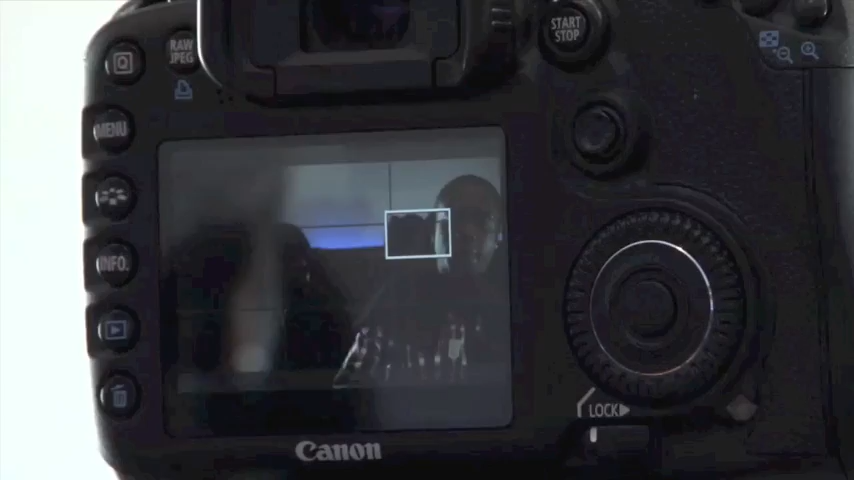 START
STOP
RAW
JPEG
Q
MENU
INFO.
LOCK
Canon